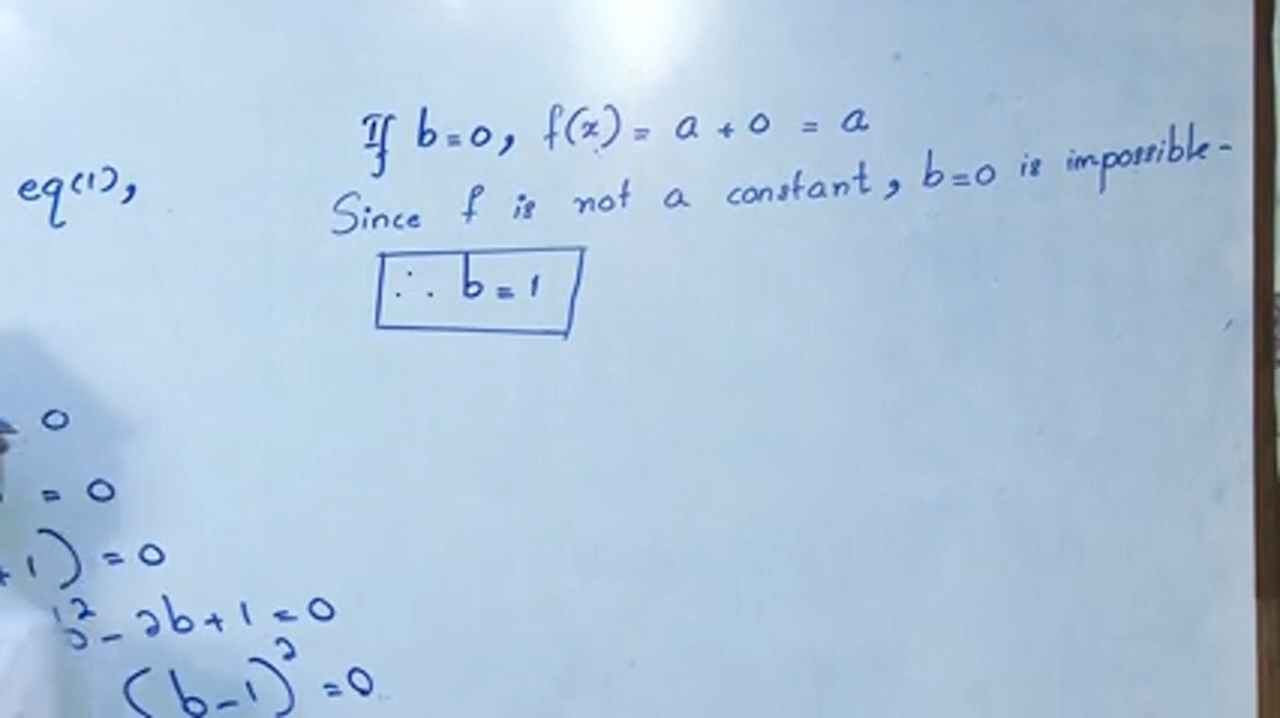 If b=0, f(x) = a + 0 = a
eq(1),
Since f is not a constant, b=0 is impossible-
∴ b = 1
0
= 0
+ 1) = 0
b² - 2b + 1 = 0
(b-1)² = 0